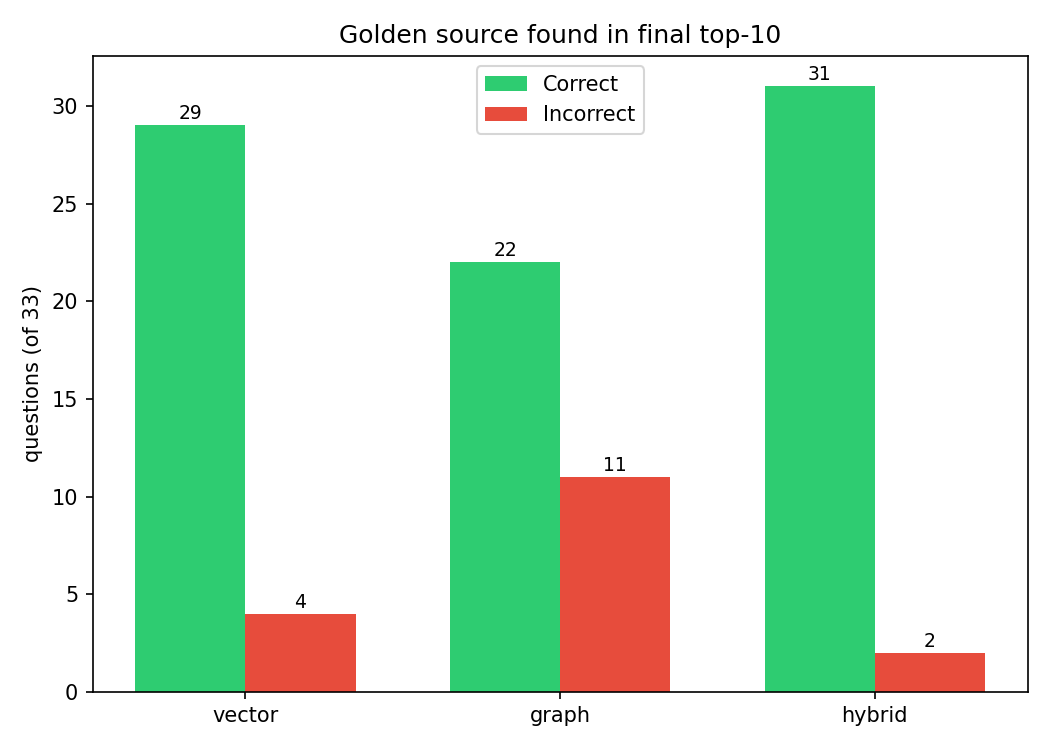 Golden source found in final top-10
Correct
Incorrect
questions (of 33)
30
25
20
15
10
5
0
29
4
22
11
31
2
vector
graph
hybrid